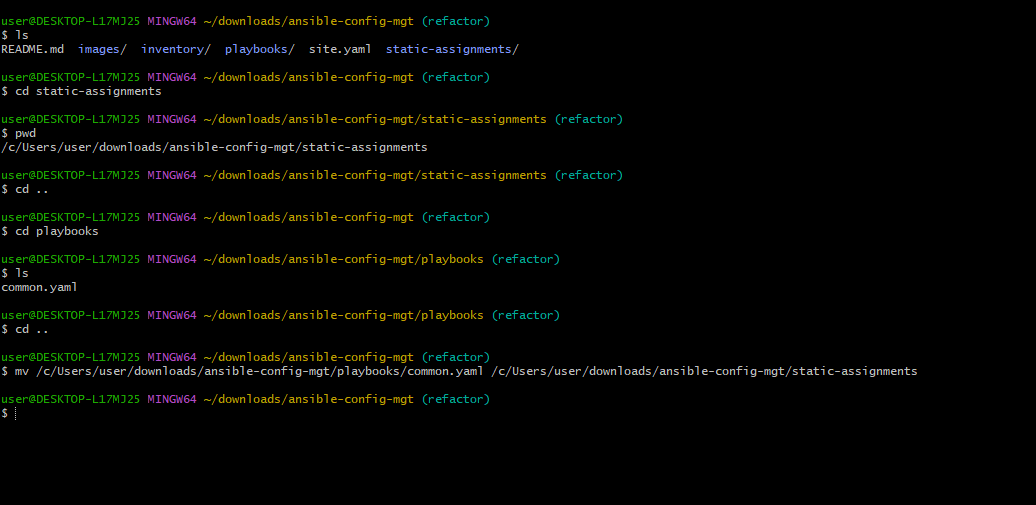 user@DESKTOP-L17MJ25 MINGW64 ~/downloads/ansible-config-mgt (refactor)
$ ls
README.md  images/  inventory/  playbooks/  site.yaml  static-assignments/
user@DESKTOP-L17MJ25 MINGW64 ~/downloads/ansible-config-mgt (refactor)
$ cd static-assignments
user@DESKTOP-L17MJ25 MINGW64 ~/downloads/ansible-config-mgt/static-assignments (refactor)
$ pwd
/c/Users/user/downloads/ansible-config-mgt/static-assignments
user@DESKTOP-L17MJ25 MINGW64 ~/downloads/ansible-config-mgt/static-assignments (refactor)
$ cd ..
user@DESKTOP-L17MJ25 MINGW64 ~/downloads/ansible-config-mgt (refactor)
$ cd playbooks
user@DESKTOP-L17MJ25 MINGW64 ~/downloads/ansible-config-mgt/playbooks (refactor)
$ ls
common.yaml
user@DESKTOP-L17MJ25 MINGW64 ~/downloads/ansible-config-mgt/playbooks (refactor)
$ cd ..
user@DESKTOP-L17MJ25 MINGW64 ~/downloads/ansible-config-mgt (refactor)
$ mv /c/Users/user/downloads/ansible-config-mgt/playbooks/common.yaml /c/Users/user/downloads/ansible-config-mgt/static-assignments
user@DESKTOP-L17MJ25 MINGW64 ~/downloads/ansible-config-mgt (refactor)
$